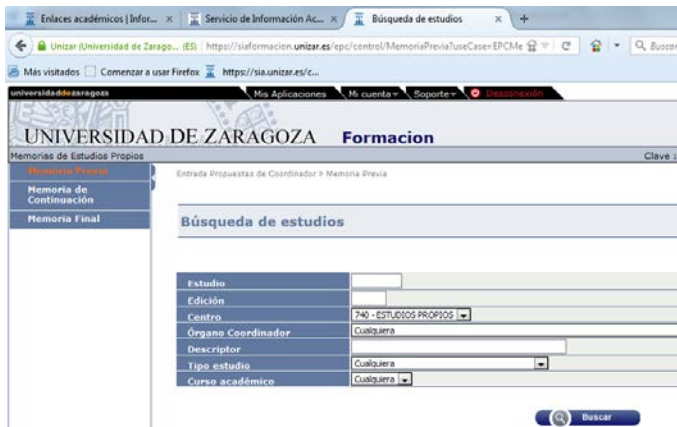 Enlaces académicos | Infor... × Servicio de Información Ac... × Búsqueda de estudios × +
Unizar (Universidad de Zarago... (ES) https://siaformacion.unizar.es/epc/control/MemoriaPrevia?useCase=EPCMe
Más visitados Comenzar a usar Firefox https://sia.unizar.es/c...
universidaddezaragoza Mis Aplicaciones Mi cuenta Soporte Desconexión
UNIVERSIDAD DE ZARAGOZA Formacion
Memorias de Estudios Propios Clave :
Memoria Previa
Entrada Propuestas de Coordinador > Memoria Previa
Memoria de
Continuación
Memoria Final
Búsqueda de estudios
Estudio
Edición
Centro 740 - ESTUDIOS PROPIOS
Órgano Coordinador Cualquiera
Descriptor
Tipo estudio Cualquiera
Curso académico Cualquiera
Buscar